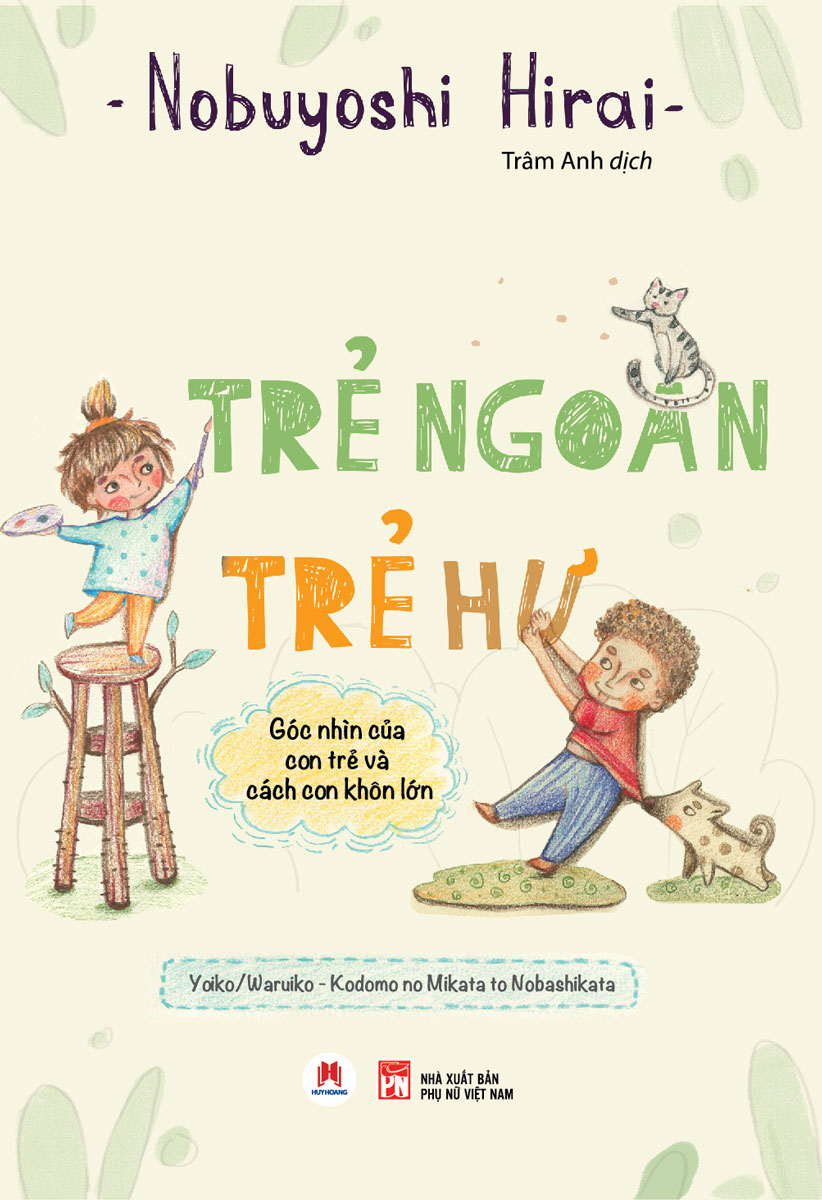 - Nobuyoshi Hirai -
Trâm Anh dịch
TRẺ NGOAN
TRẺ HƯ
Góc nhìn của
con trẻ và
cách con khôn lớn
Yoiko/Waruiko - Kodomo no Mikata to Nobashikata
HUYHOANG
PN
NHÀ XUẤT BẢN
PHỤ NỮ VIỆT NAM